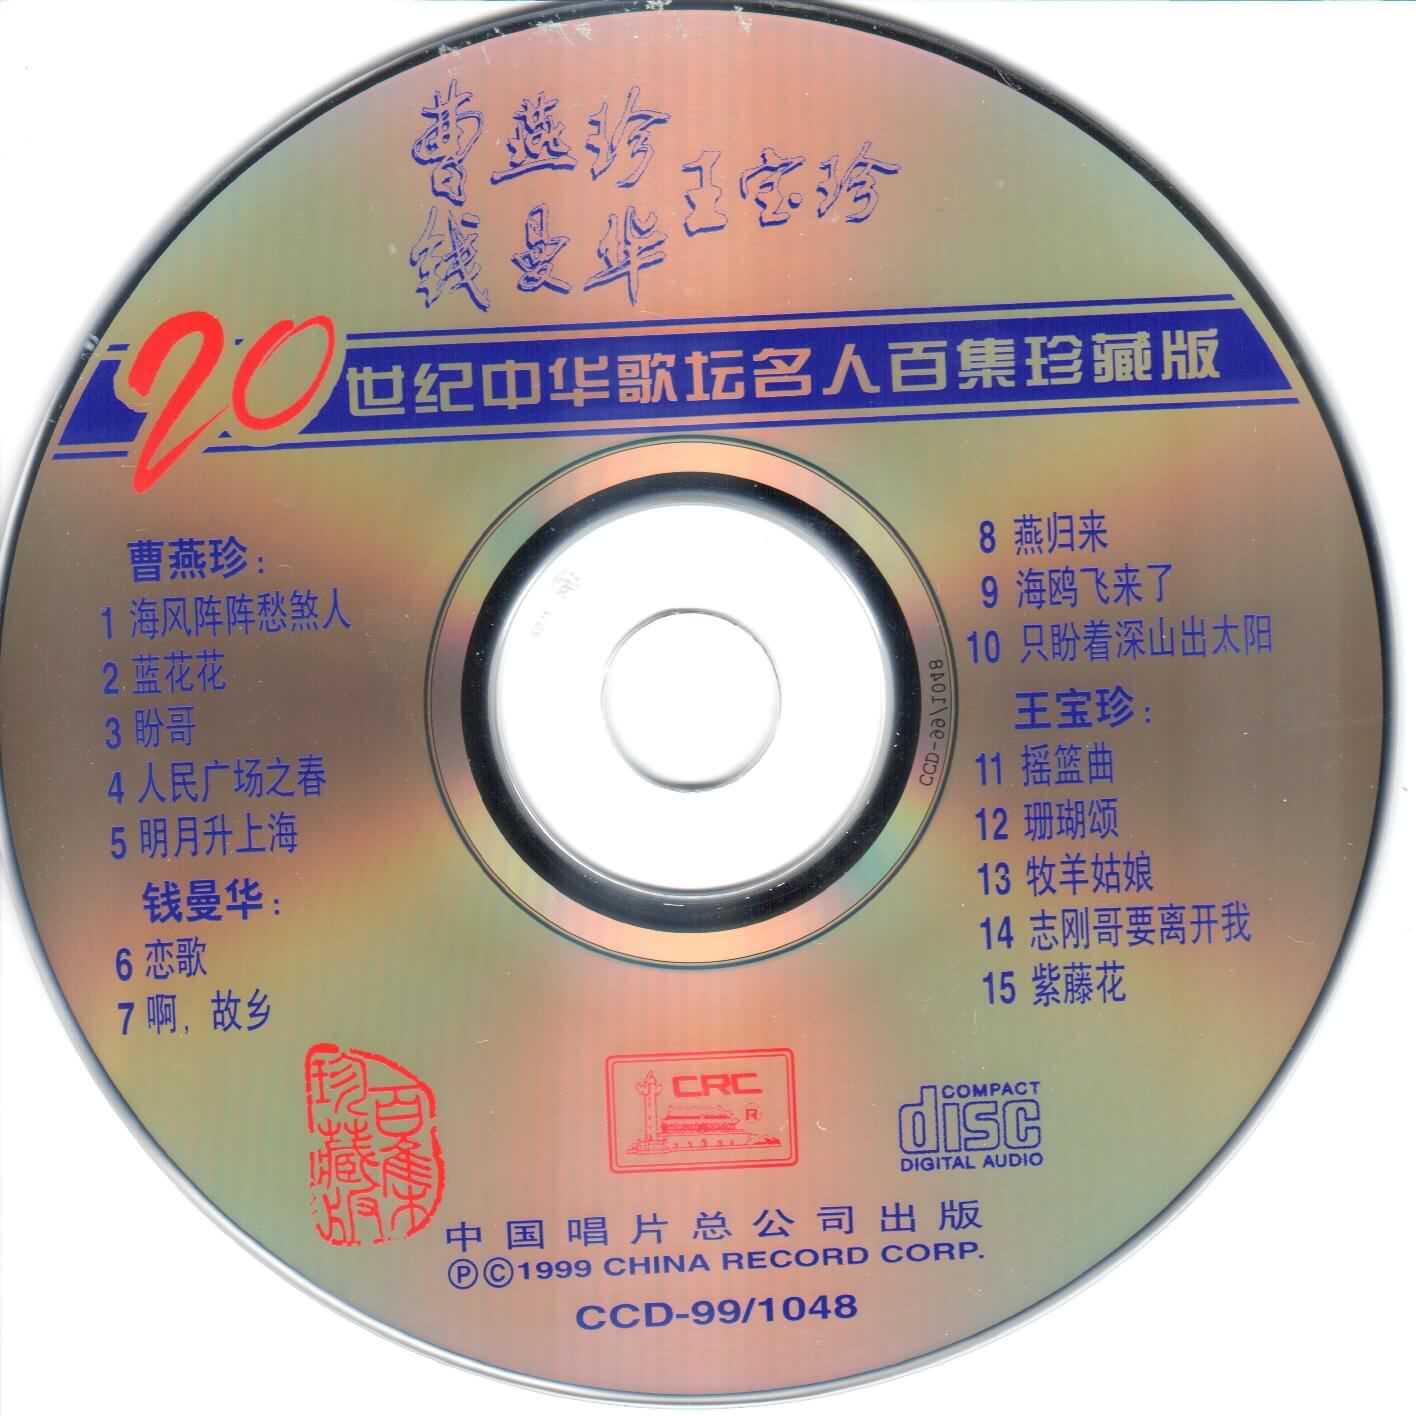 曹燕珍
王宝珍
钱曼华
20世纪中华歌坛名人百集珍藏版
曹燕珍：
1 海风阵阵愁煞人
2 蓝花花
3 盼哥
4 人民广场之春
5 明月升上海
钱曼华：
6 恋歌
7 啊，故乡
8 燕归来
9 海鸥飞来了
10 只盼着深山出太阳
王宝珍：
11 摇篮曲
12 珊瑚颂
13 牧羊姑娘
14 志刚哥要离开我
15 紫藤花
CCD-99/1048
百集
珍藏版
CRC
R
COMPACT
disc
DIGITAL AUDIO
中国唱片总公司出版
ⓅⒸ1999 CHINA RECORD CORP.
CCD-99/1048